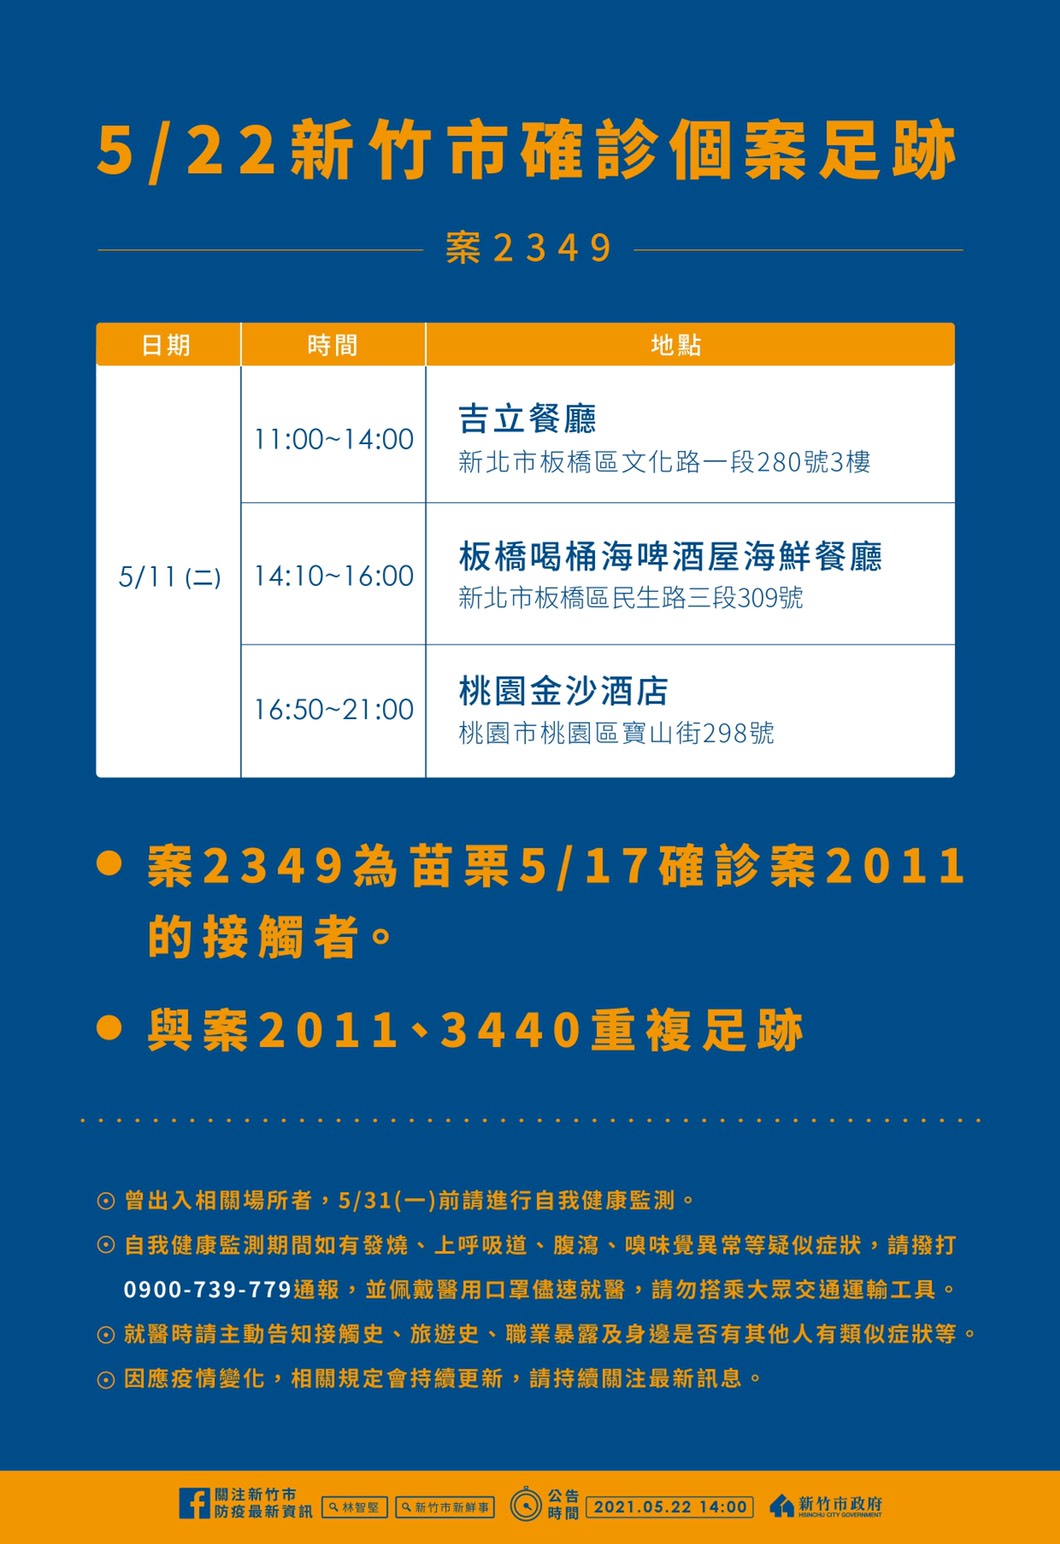 5/22新竹市確診個案足跡
案2349
日期 時間 地點
5/11 (二)
11:00~14:00
吉立餐廳
新北市板橋區文化路一段280號3樓
14:10~16:00
板橋喝桶海啤酒屋海鮮餐廳
新北市板橋區民生路三段309號
16:50~21:00
桃園金沙酒店
桃園市桃園區寶山街298號
● 案2349為苗栗5/17確診案2011
的接觸者。
● 與案2011、3440重複足跡
⊙ 曾出入相關場所者，5/31(一)前請進行自我健康監測。
⊙ 自我健康監測期間如有發燒、上呼吸道、腹瀉、嗅味覺異常等疑似症狀，請撥打
0900-739-779通報，並佩戴醫用口罩儘速就醫，請勿搭乘大眾交通運輸工具。
⊙ 就醫時請主動告知接觸史、旅遊史、職業暴露及身邊是否有其他人有類似症狀等。
⊙ 因應疫情變化，相關規定會持續更新，請持續關注最新訊息。
關注新竹市
防疫最新資訊
林智堅
新竹市新鮮事
公告
時間
2021.05.22 14:00
新竹市政府
HSINCHU CITY GOVERNMENT